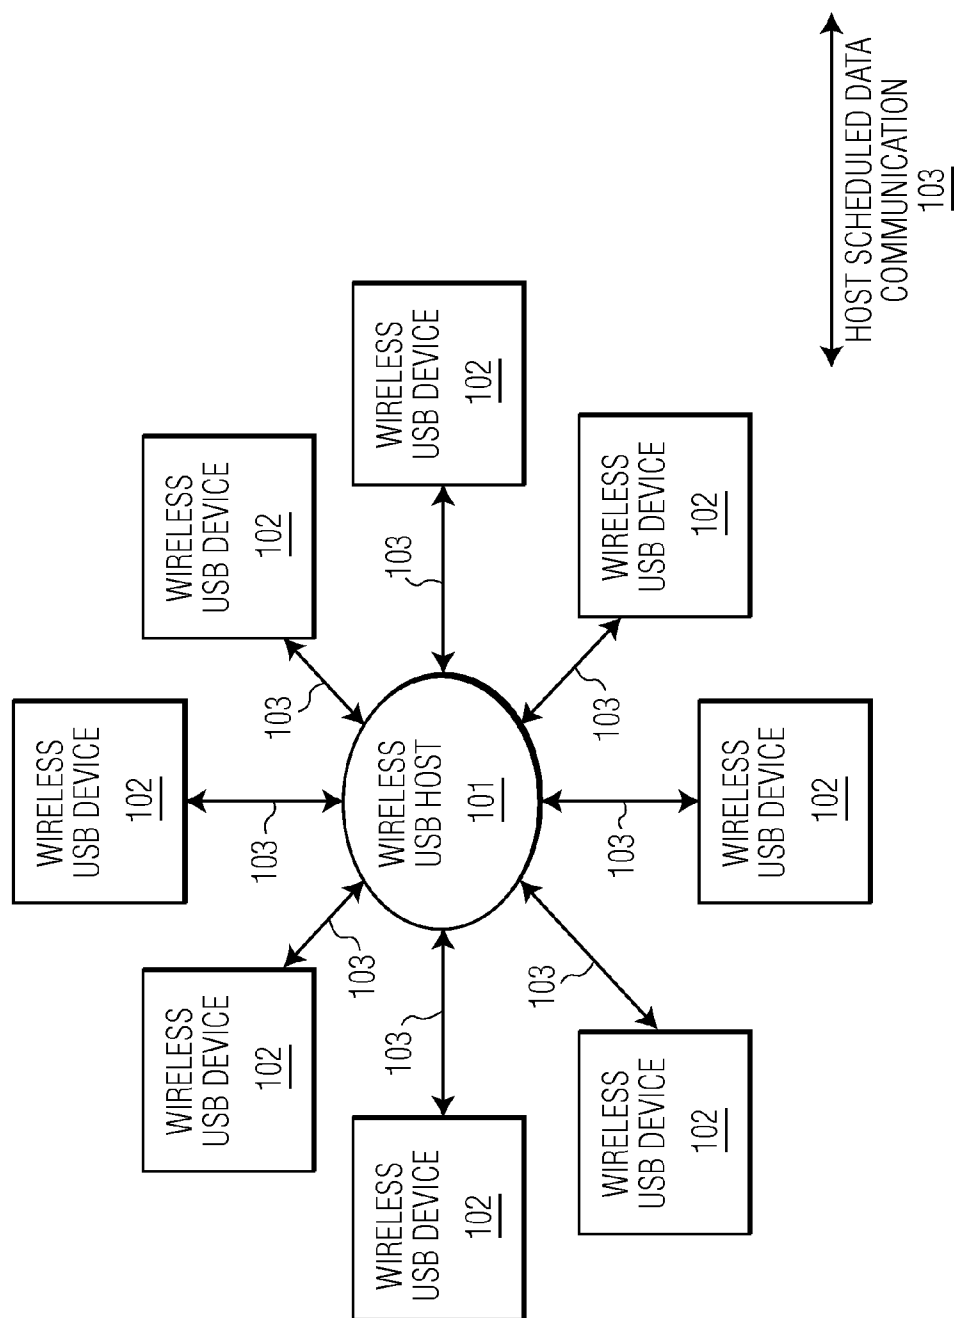 WIRELESS
USB DEVICE
102
WIRELESS
USB DEVICE
102
WIRELESS
USB DEVICE
102
WIRELESS
USB DEVICE
102
WIRELESS
USB DEVICE
102
WIRELESS
USB DEVICE
102
WIRELESS
USB DEVICE
102
WIRELESS
USB DEVICE
102
103
103
103
103
103
103
103
103
WIRELESS
USB HOST
101
HOST SCHEDULED DATA
COMMUNICATION
103